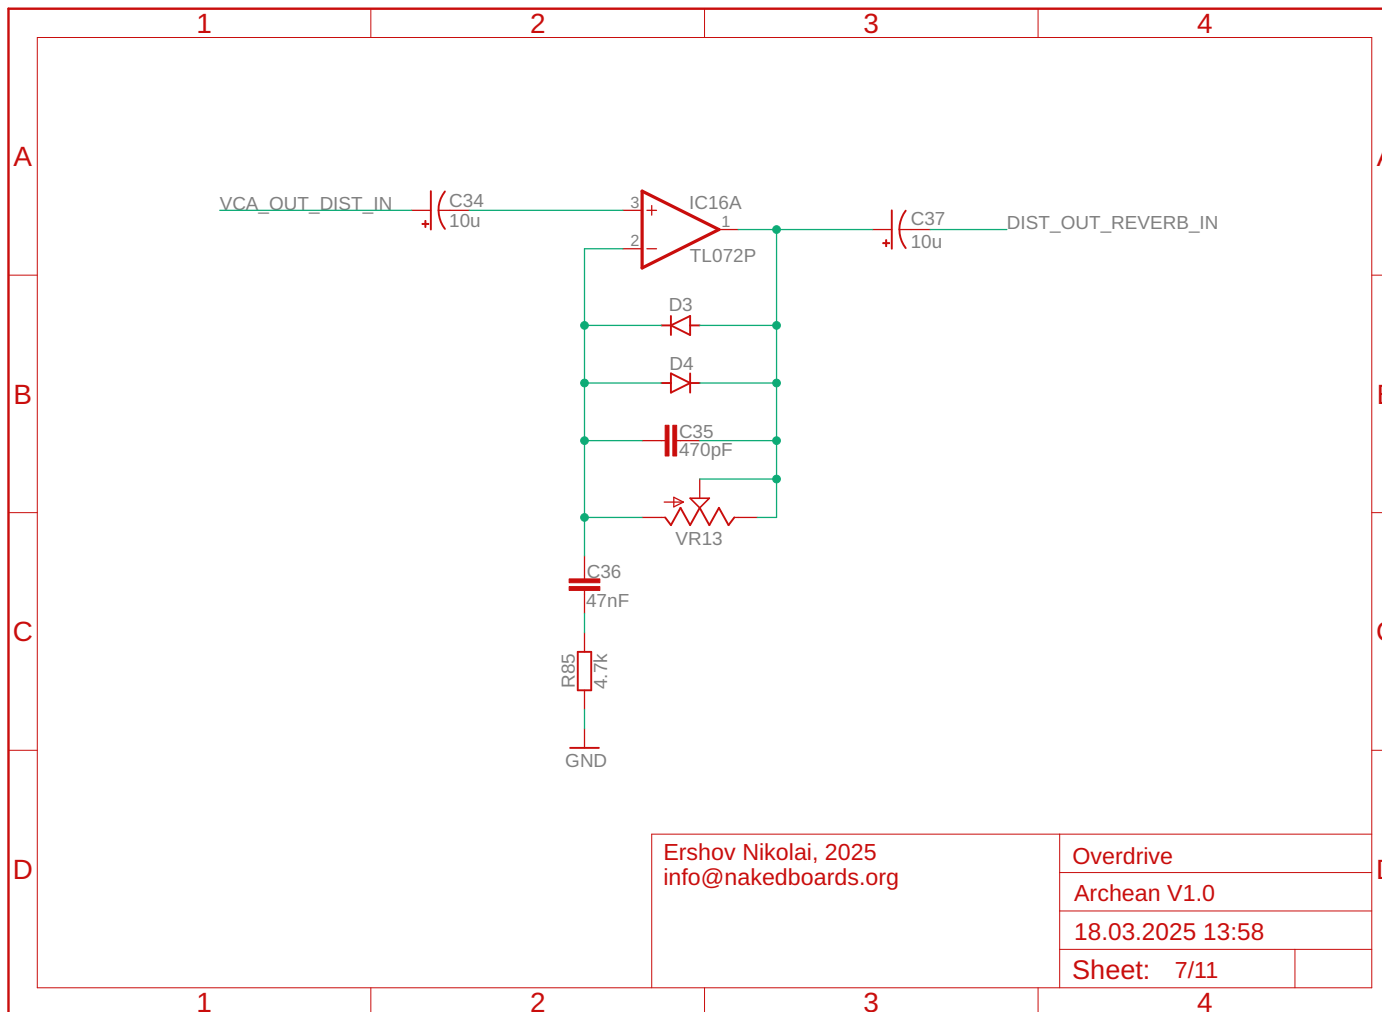 1 2 3 4
A
VCA_OUT_DIST_IN
C34
10u
3
2
+
−
IC16A
1
TL072P
C37
10u
DIST_OUT_REVERB_IN
+
+
D3
B
D4
C35
470pF
VR13
C36
47nF
C
R85
4.7k
GND
D
Ershov Nikolai, 2025
info@nakedboards.org
Overdrive
Archean V1.0
18.03.2025 13:58
Sheet: 7/11
1 2 3 4